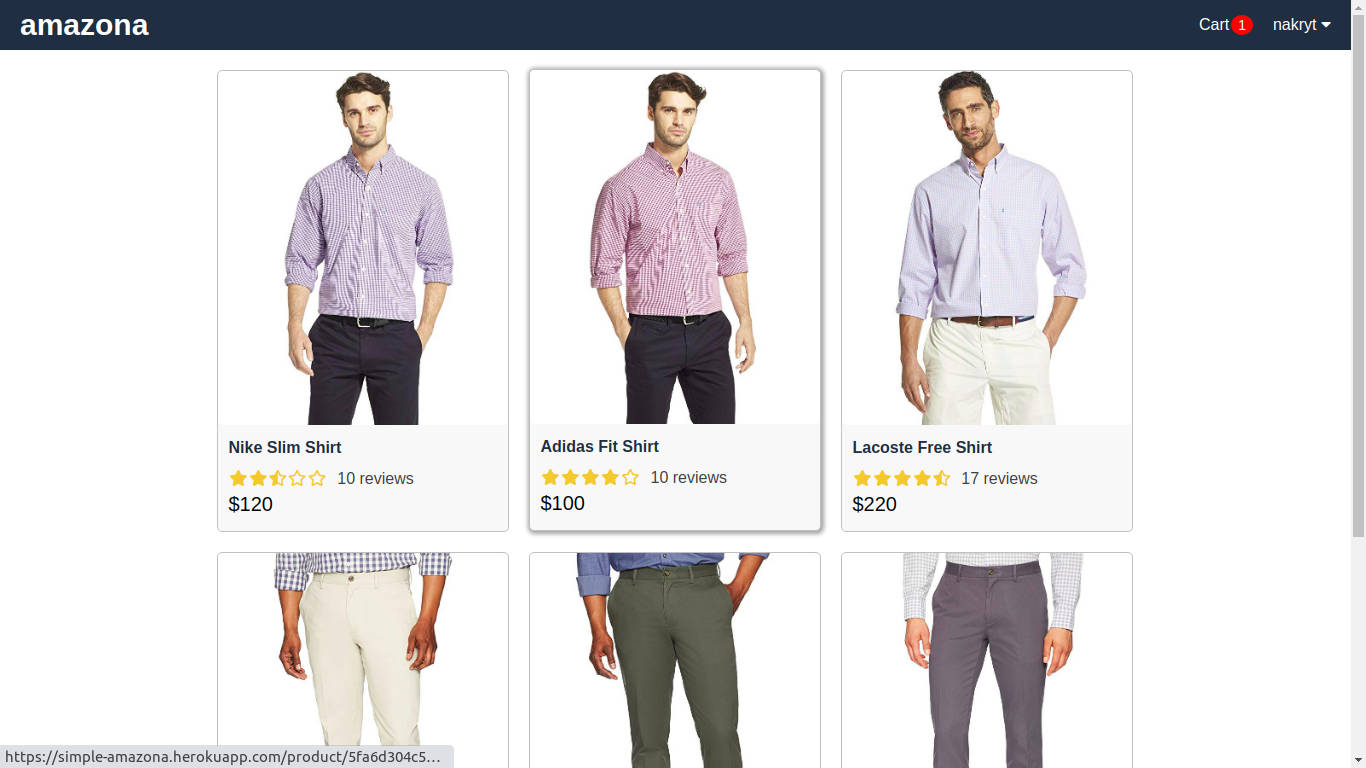 amazona
Cart 1 nakryt
Nike Slim Shirt
10 reviews
$120
Adidas Fit Shirt
10 reviews
$100
Lacoste Free Shirt
17 reviews
$220
https://simple-amazona.herokuapp.com/product/5fa6d304c5…